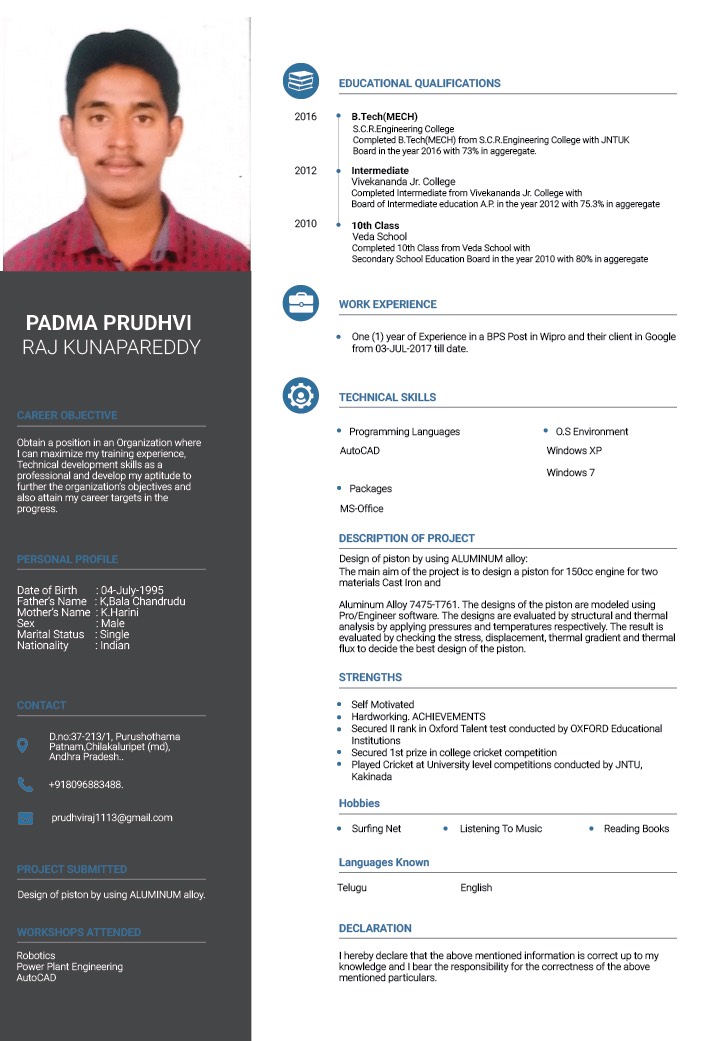 PADMA PRUDHVI
RAJ KUNAPAREDDY
CAREER OBJECTIVE
Obtain a position in an Organization where
I can maximize my training experience,
Technical development skills as a
professional and develop my aptitude to
further the organization's objectives and
also attain my career targets in the
progress.
PERSONAL PROFILE
Date of Birth : 04-July-1995
Father's Name : K,Bala Chandrudu
Mother's Name : K.Harini
Sex : Male
Marital Status : Single
Nationality : Indian
CONTACT
D.no:37-213/1, Purushothama
Patnam,Chilakaluripet (md),
Andhra Pradesh..
+918096883488.
prudhviraj1113@gmail.com
PROJECT SUBMITTED
Design of piston by using ALUMINUM alloy.
WORKSHOPS ATTENDED
Robotics
Power Plant Engineering
AutoCAD
EDUCATIONAL QUALIFICATIONS
2016 B.Tech(MECH)
S.C.R.Engineering College
Completed B.Tech(MECH) from S.C.R.Engineering College with JNTUK
Board in the year 2016 with 73% in aggeregate.
2012 Intermediate
Vivekananda Jr. College
Completed Intermediate from Vivekananda Jr. College with
Board of Intermediate education A.P. in the year 2012 with 75.3% in aggeregate
2010 10th Class
Veda School
Completed 10th Class from Veda School with
Secondary School Education Board in the year 2010 with 80% in aggeregate
WORK EXPERIENCE
• One (1) year of Experience in a BPS Post in Wipro and their client in Google
from 03-JUL-2017 till date.
TECHNICAL SKILLS
• Programming Languages • O.S Environment
AutoCAD Windows XP
Windows 7
• Packages
MS-Office
DESCRIPTION OF PROJECT
Design of piston by using ALUMINUM alloy:
The main aim of the project is to design a piston for 150cc engine for two
materials Cast Iron and
Aluminum Alloy 7475-T761. The designs of the piston are modeled using
Pro/Engineer software. The designs are evaluated by structural and thermal
analysis by applying pressures and temperatures respectively. The result is
evaluated by checking the stress, displacement, thermal gradient and thermal
flux to decide the best design of the piston.
STRENGTHS
• Self Motivated
• Hardworking. ACHIEVEMENTS
• Secured II rank in Oxford Talent test conducted by OXFORD Educational
Institutions
• Secured 1st prize in college cricket competition
• Played Cricket at University level competitions conducted by JNTU,
Kakinada
Hobbies
• Surfing Net • Listening To Music • Reading Books
Languages Known
Telugu English
DECLARATION
I hereby declare that the above mentioned information is correct up to my
knowledge and I bear the responsibility for the correctness of the above
mentioned particulars.